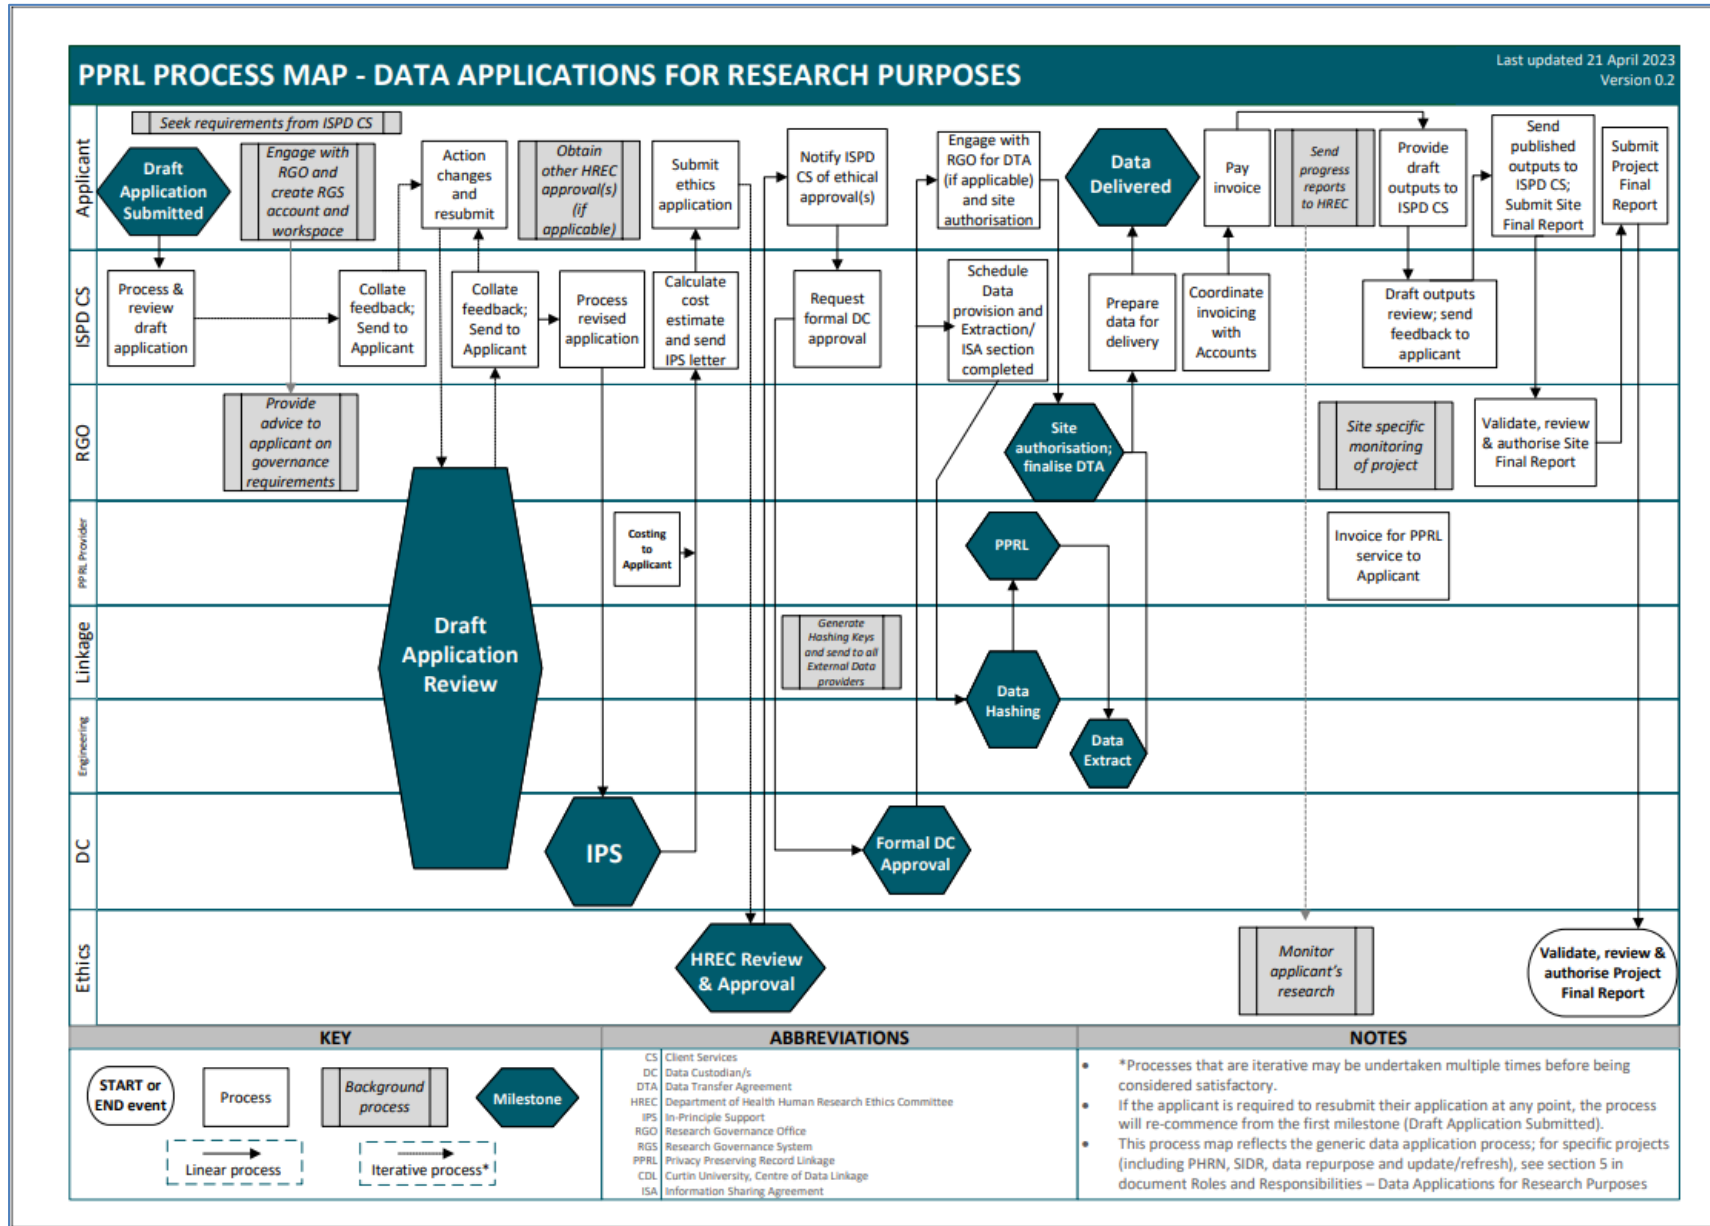 PPRL PROCESS MAP - DATA APPLICATIONS FOR RESEARCH PURPOSES
Last updated 21 April 2023
Version 0.2
Applicant
Seek requirements from ISPD CS
Draft
Application
Submitted
Engage with
RGO and
create RGS
account and
workspace
Action
changes
and
resubmit
Obtain
other HREC
approval(s)
(if
applicable)
Submit
ethics
application
Notify ISPD
CS of ethical
approval(s)
Engage with
RGO for DTA
(if applicable)
and site
authorisation
Data
Delivered
Pay
invoice
Send
progress
reports
to HREC
Provide
draft
outputs to
ISPD CS
Send
published
outputs to
ISPD CS;
Submit Site
Final Report
Submit
Project
Final
Report
ISPD CS
Process &
review
draft
application
Collate
feedback;
Send to
Applicant
Collate
feedback;
Send to
Applicant
Process
revised
application
Calculate
cost
estimate
and send
IPS letter
Request
formal DC
approval
Schedule
Data
provision and
Extraction/
ISA section
completed
Prepare
data for
delivery
Coordinate
invoicing
with
Accounts
Draft outputs
review; send
feedback to
applicant
RGO
Provide
advice to
applicant on
governance
requirements
Site
authorisation;
finalise DTA
Site specific
monitoring
of project
Validate, review
& authorise Site
Final Report
PPRL Provider
Costing
to
Applicant
PPRL
Invoice for PPRL
service to
Applicant
Linkage
Draft
Application
Review
Generate
Hashing Keys
and send to all
External Data
providers
Data
Hashing
Engineering
Data
Extract
DC
IPS
Formal DC
Approval
Ethics
HREC Review
& Approval
Monitor
applicant's
research
Validate, review &
authorise Project
Final Report
KEY
START or
END event
Process
Background
process
Milestone
Linear process
Iterative process*
ABBREVIATIONS
CS Client Services
DC Data Custodian/s
DTA Data Transfer Agreement
HREC Department of Health Human Research Ethics Committee
IPS In-Principle Support
RGO Research Governance Office
RGS Research Governance System
PPRL Privacy Preserving Record Linkage
CDL Curtin University, Centre of Data Linkage
ISA Information Sharing Agreement
NOTES
• *Processes that are iterative may be undertaken multiple times before being
considered satisfactory.
• If the applicant is required to resubmit their application at any point, the process
will re-commence from the first milestone (Draft Application Submitted).
• This process map reflects the generic data application process; for specific projects
(including PHRN, SIDR, data repurpose and update/refresh), see section 5 in
document Roles and Responsibilities – Data Applications for Research Purposes